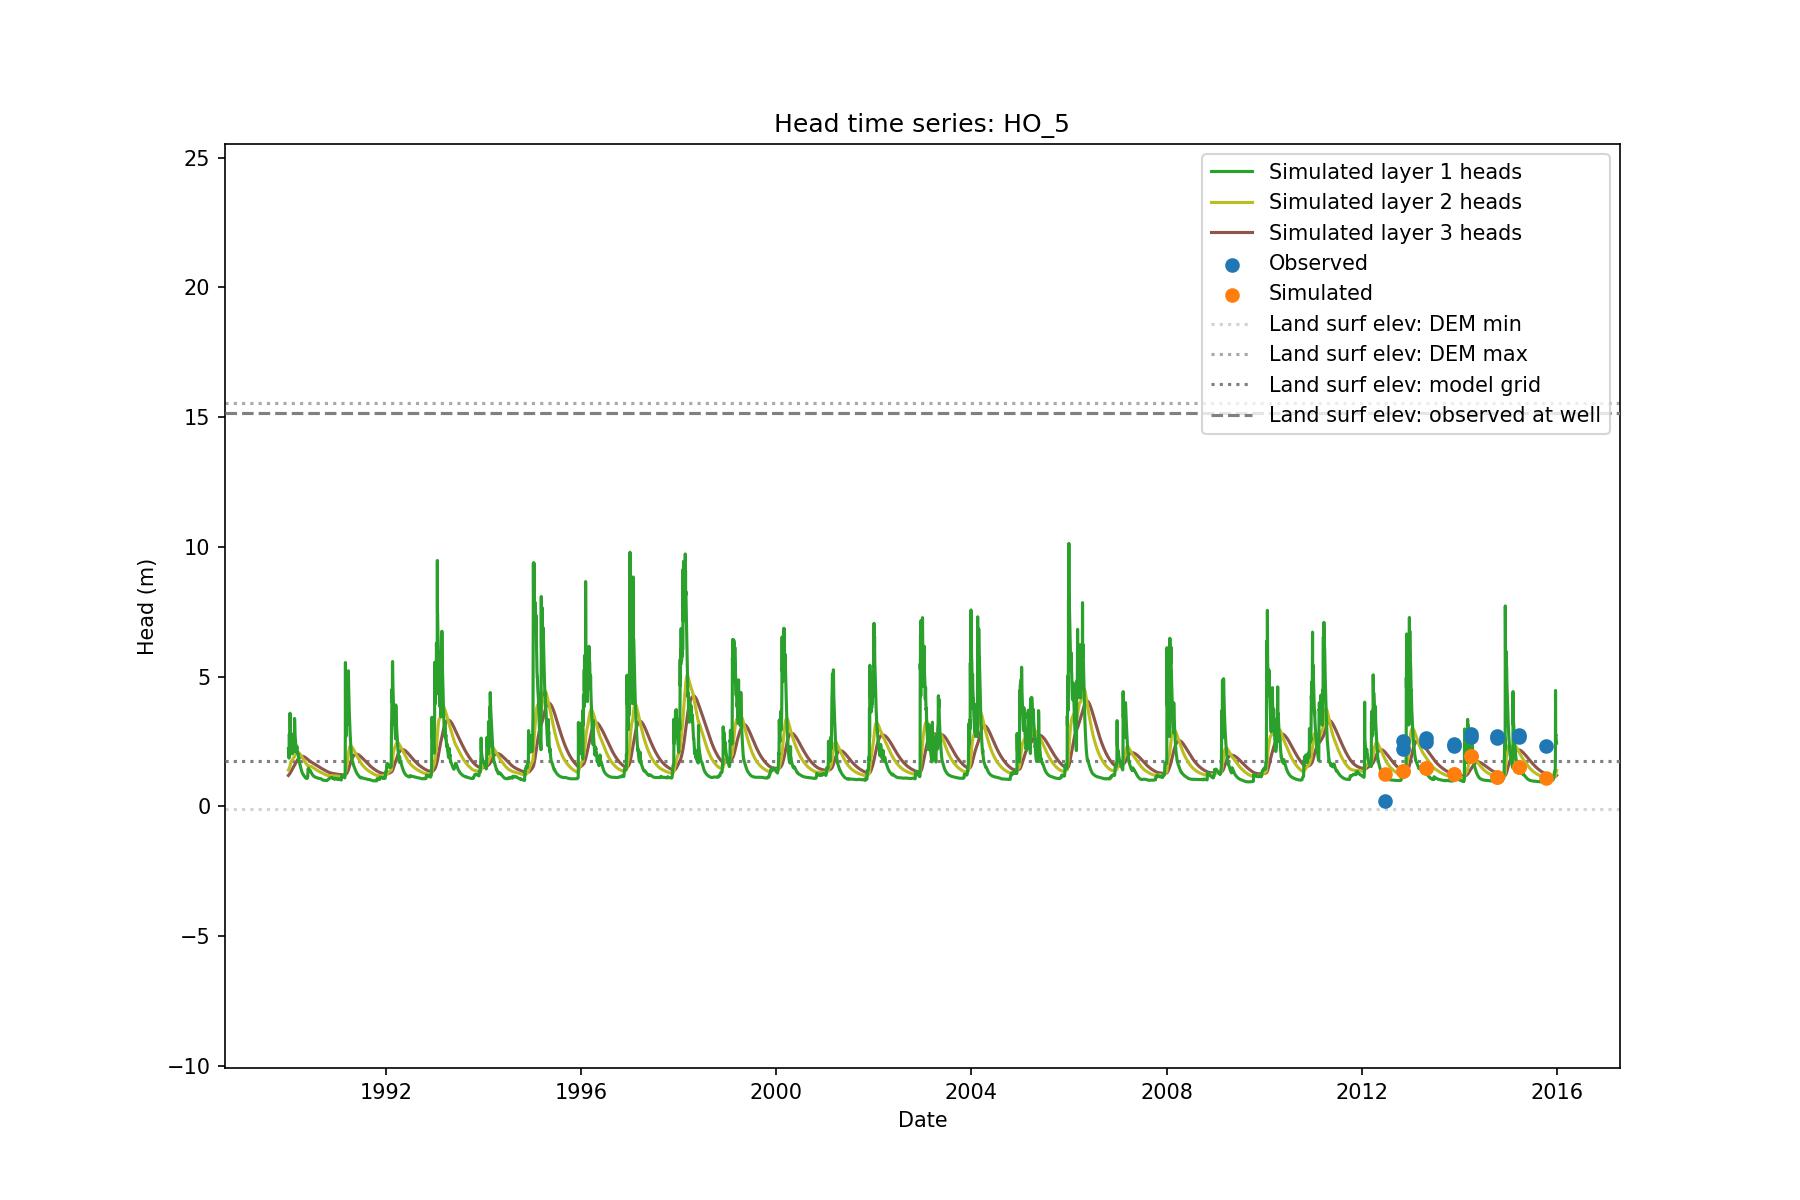 Head time series: HO_5
25
20
15
10
5
0
−5
−10
Head (m)
Simulated layer 1 heads
Simulated layer 2 heads
Simulated layer 3 heads
Observed
Simulated
Land surf elev: DEM min
Land surf elev: DEM max
Land surf elev: model grid
Land surf elev: observed at well
1992
1996
2000
2004
2008
2012
2016
Date